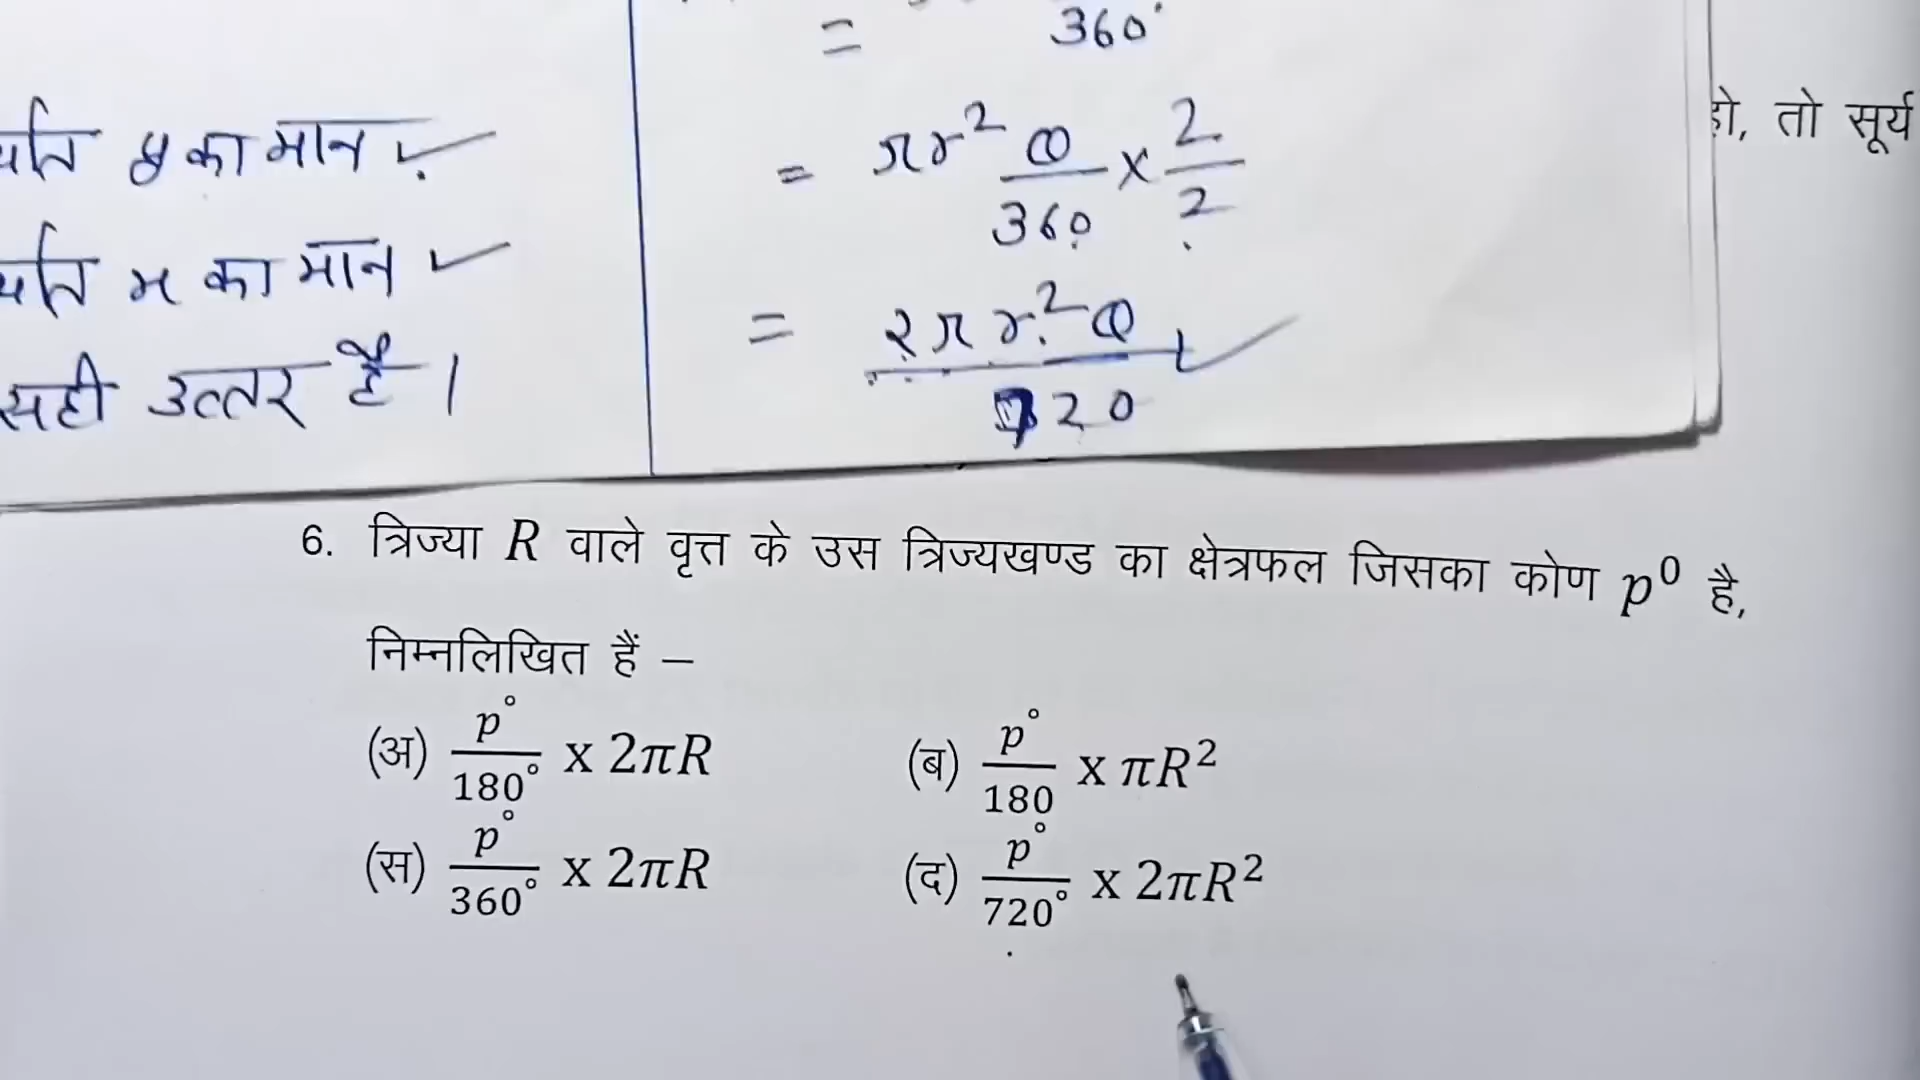 = 360°
= πr² θ/360 × 2/2
= 2πr²θ/720
का मान
का मान
सही उत्तर है।
हो, तो सूर्य
6. त्रिज्या R वाले वृत्त के उस त्रिज्यखण्ड का क्षेत्रफल जिसका कोण p⁰ है,
निम्नलिखित हैं –
(अ) p°/180° x 2πR (ब) p°/180 x πR²
(स) p°/360° x 2πR (द) p°/720° x 2πR²